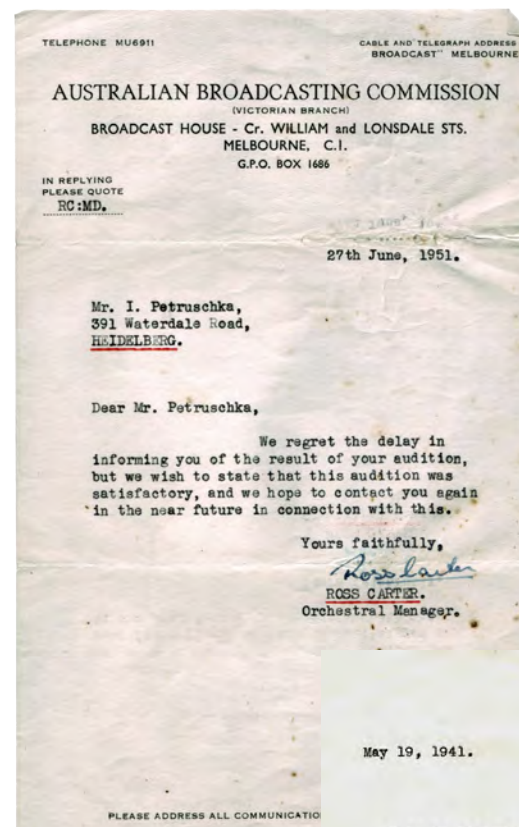 TELEPHONE MU6911
CABLE AND TELEGRAPH ADDRESS
BROADCAST" MELBOURNE
AUSTRALIAN BROADCASTING COMMISSION
(VICTORIAN BRANCH)
BROADCAST HOUSE - Cr. WILLIAM and LONSDALE STS.
MELBOURNE, C.I.
G.P.O. BOX 1686
IN REPLYING
PLEASE QUOTE
RC:MD.
27th June, 1951.
Mr. I. Petruschka,
391 Waterdale Road,
HEIDELBERG.
Dear Mr. Petruschka,
We regret the delay in
informing you of the result of your audition,
but we wish to state that this audition was
satisfactory, and we hope to contact you again
in the near future in connection with this.
Yours faithfully,
Ross Carter
ROSS CARTER.
Orchestral Manager.
May 19, 1941.
PLEASE ADDRESS ALL COMMUNICATIO